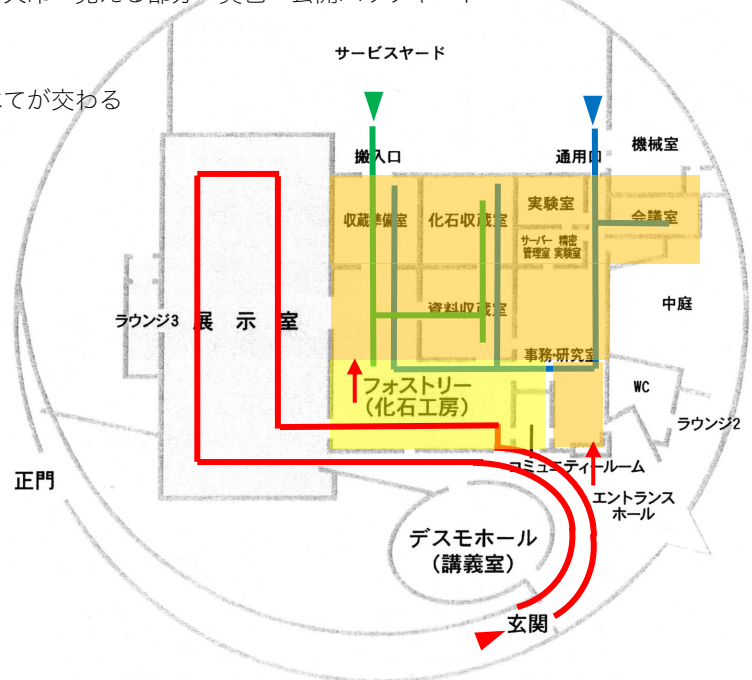 サービスヤード
べてが交わる
機械室
搬入口
通用口
実験室
収蔵準備室
化石収蔵室
会議室
サーバー 精密
管理室 実験室
ラウンジ3
展示室
資料収蔵室
中庭
事務・研究室
フォストリー
(化石工房)
WC
ラウンジ2
コミュニティールーム
正門
エントランス
ホール
デスモホール
(講義室)
玄関